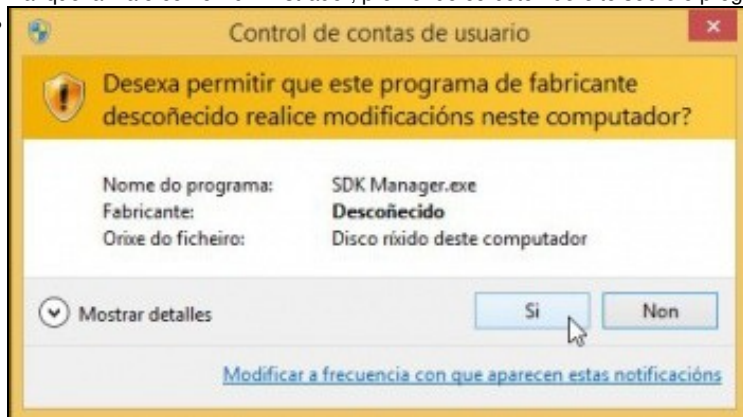 Control de contas de usuario
Desexa permitir que este programa de fabricante
descoñecido realice modificacións neste computador?
Nome do programa: SDK Manager.exe
Fabricante: Descoñecido
Orixe do ficheiro: Disco ríxido deste computador
Mostrar detalles
Si Non
Modificar a frecuencia con que aparecen estas notificacións